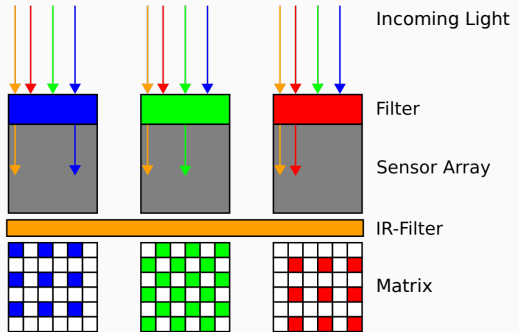 Incoming Light
Filter
Sensor Array
IR-Filter
Matrix